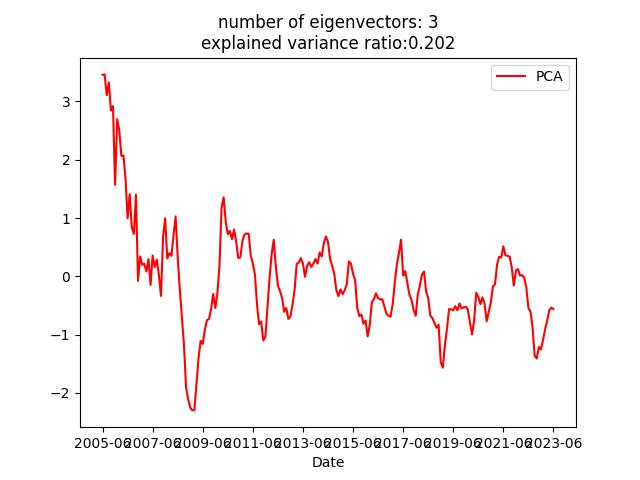 number of eigenvectors: 3
explained variance ratio:0.202
PCA
3
2
1
0
−1
−2
2005-06 2007-06 2009-06 2011-06 2013-06 2015-06 2017-06 2019-06 2021-06 2023-06
Date